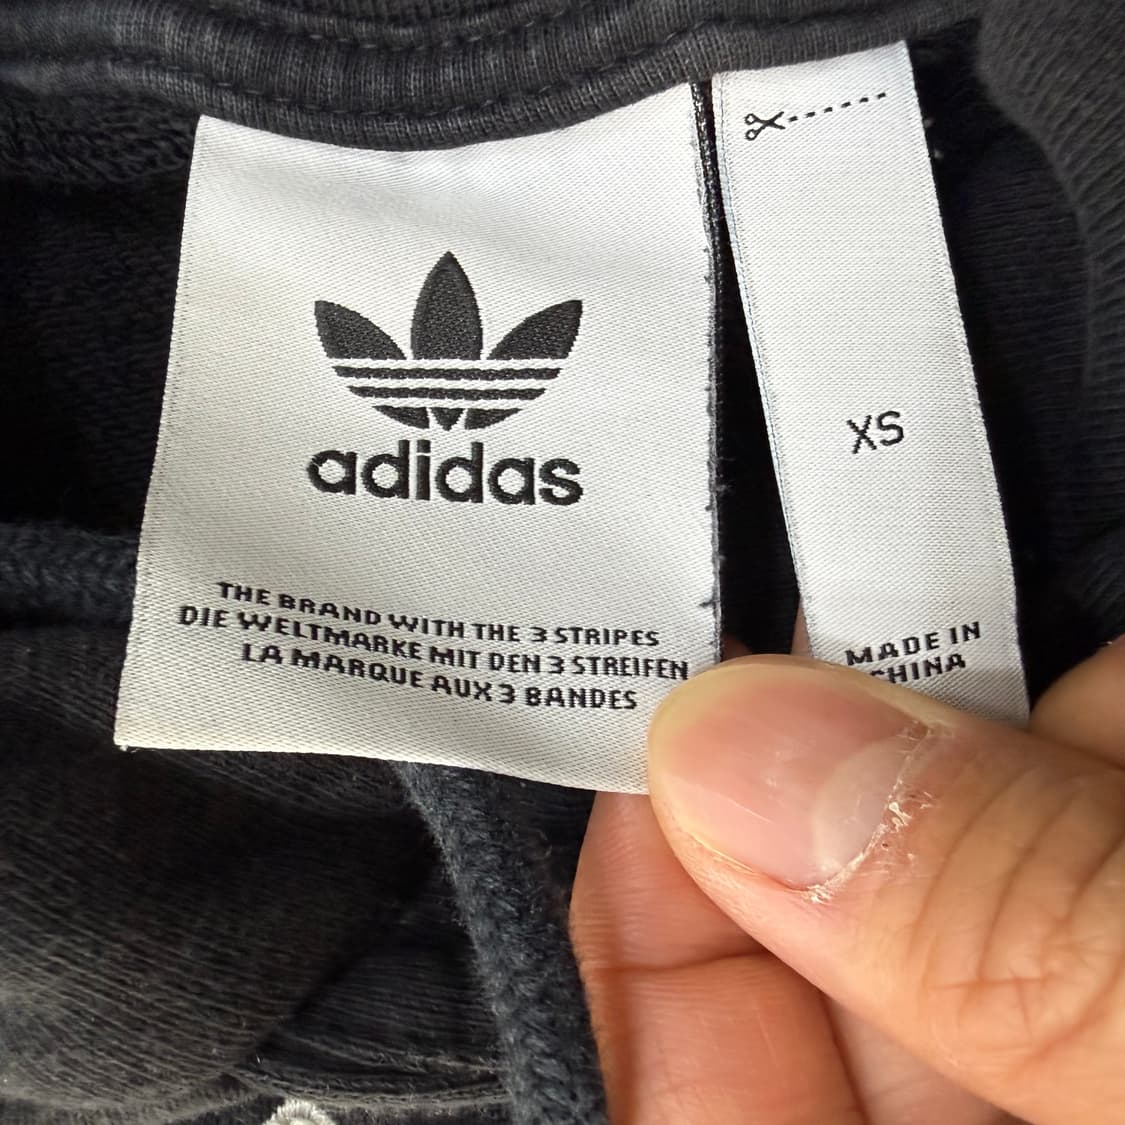 adidas
THE BRAND WITH THE 3 STRIPES
DIE WELTMARKE MIT DEN 3 STREIFEN
LA MARQUE AUX 3 BANDES
XS
MADE IN
CHINA